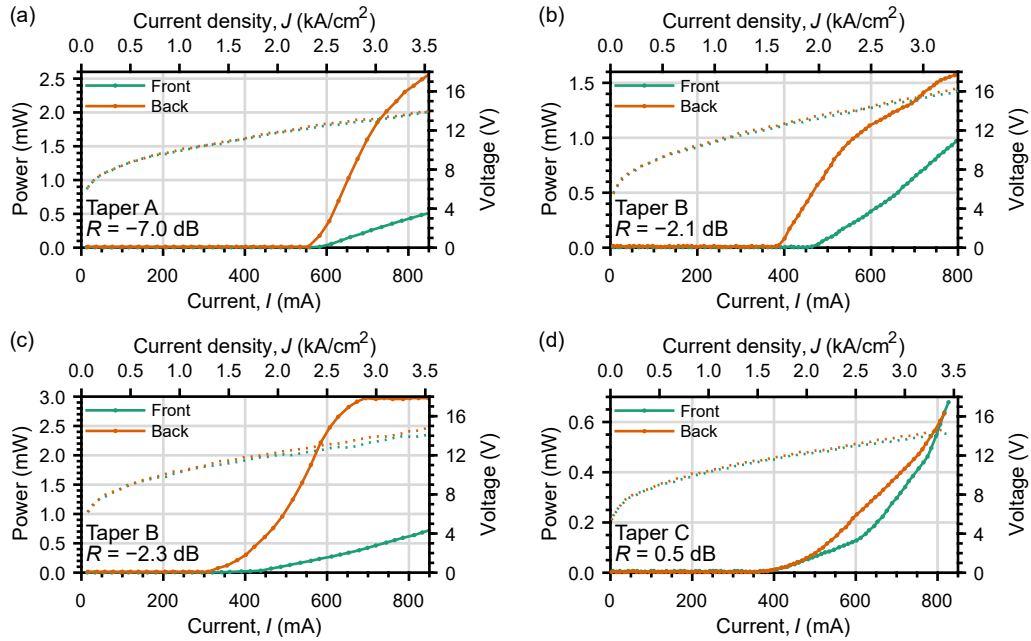 (a)
Current density, J (kA/cm²)
0.0 0.5 1.0 1.5 2.0 2.5 3.0 3.5
2.5
2.0
1.5
1.0
0.5
0.0
Power (mW)
Front
Back
Taper A
R = −7.0 dB
16
12
8
4
0
Voltage (V)
0 200 400 600 800
Current, I (mA)
(b)
Current density, J (kA/cm²)
0.0 0.5 1.0 1.5 2.0 2.5 3.0
1.5
1.0
0.5
0.0
Power (mW)
Front
Back
Taper B
R = −2.1 dB
16
12
8
4
0
Voltage (V)
0 200 400 600 800
Current, I (mA)
(c)
Current density, J (kA/cm²)
0.0 0.5 1.0 1.5 2.0 2.5 3.0 3.5
3.0
2.5
2.0
1.5
1.0
0.5
0.0
Power (mW)
Front
Back
Taper B
R = −2.3 dB
16
12
8
4
0
Voltage (V)
0 200 400 600 800
Current, I (mA)
(d)
Current density, J (kA/cm²)
0.0 0.5 1.0 1.5 2.0 2.5 3.0 3.5
0.6
0.4
0.2
0.0
Power (mW)
Front
Back
Taper C
R = 0.5 dB
16
12
8
4
0
Voltage (V)
0 200 400 600 800
Current, I (mA)